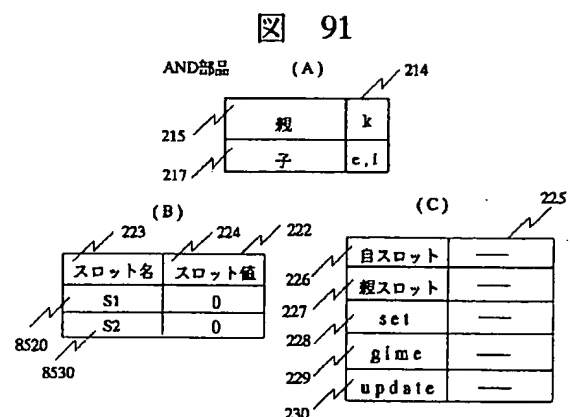 図 91
AND部品 (A) 214
215 親 k
217 子 e,l
(B) (C)
223 224 222 225
スロット名 スロット値
8520 S1 0
8530 S2 0
226 自スロット —
227 親スロット —
228 set —
229 gime —
230 update —